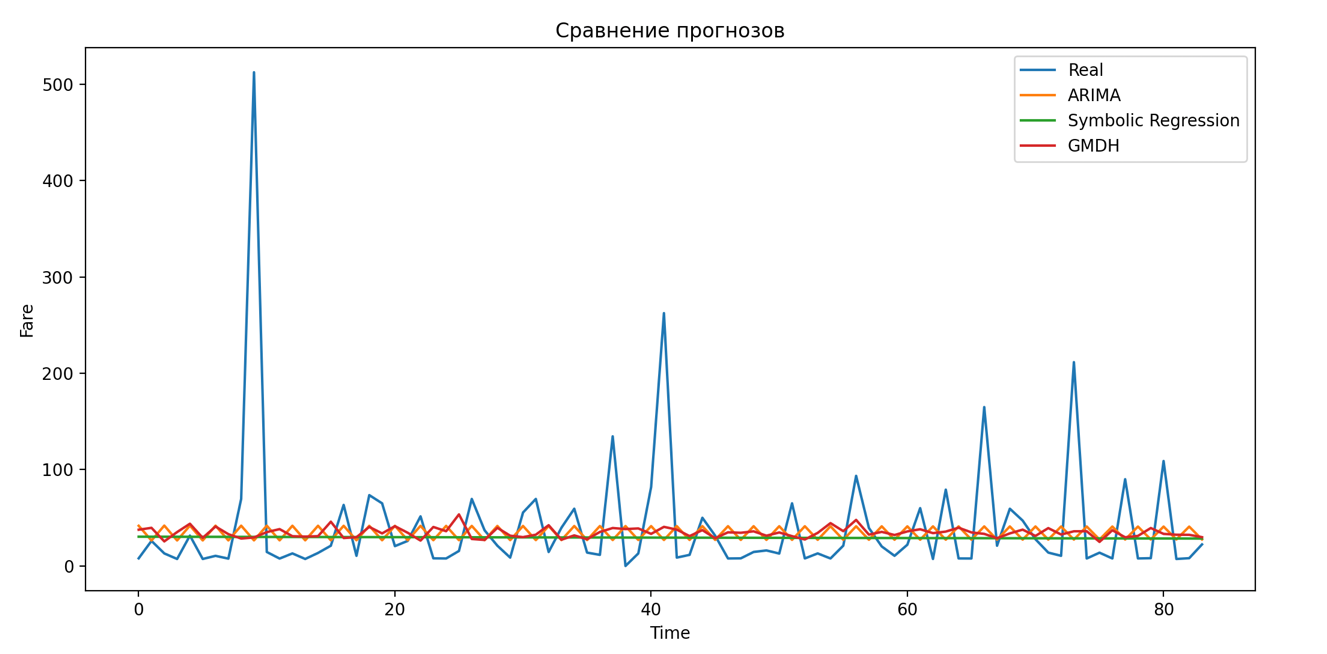 Сравнение прогнозов
Real
ARIMA
Symbolic Regression
GMDH
500
400
300
200
100
0
Fare
0 20 40 60 80
Time